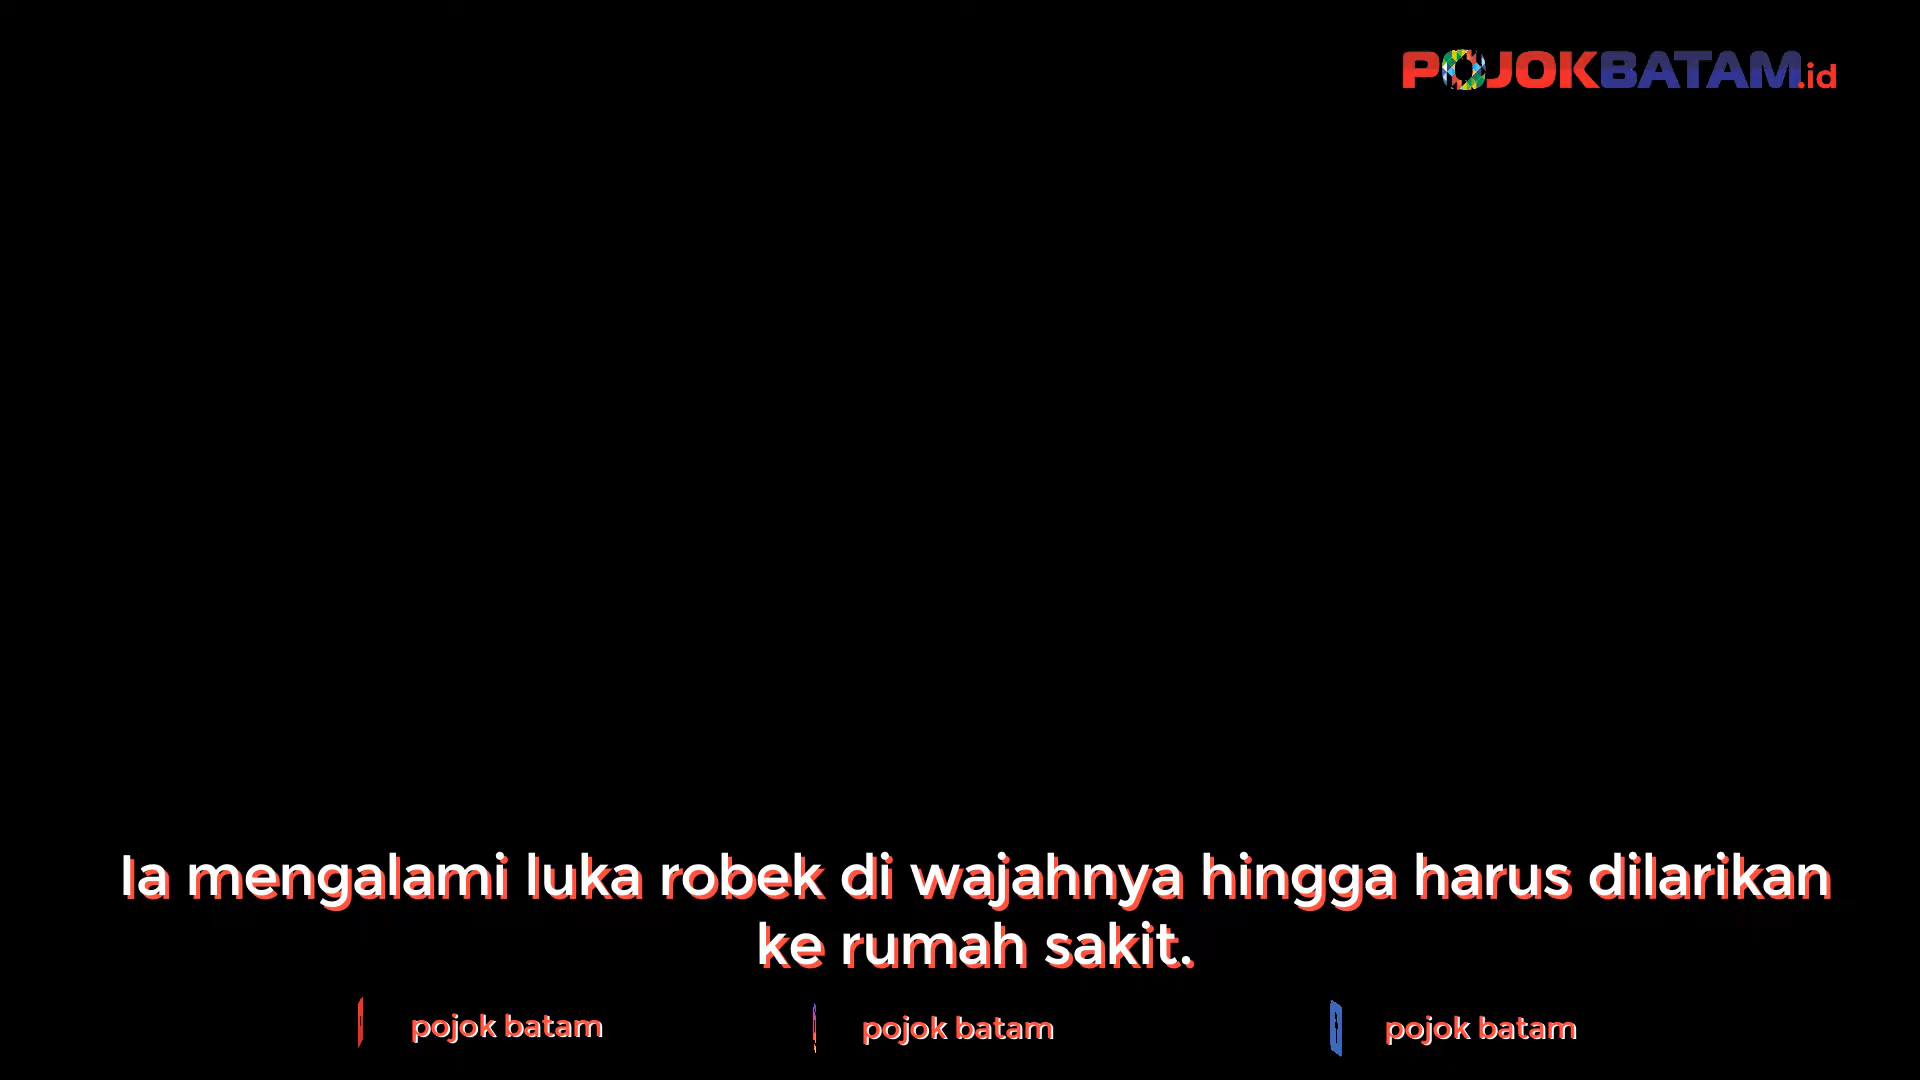 POJOKBATAM.id
Ia mengalami luka robek di wajahnya hingga harus dilarikan
ke rumah sakit.
pojok batam
pojok batam
pojok batam